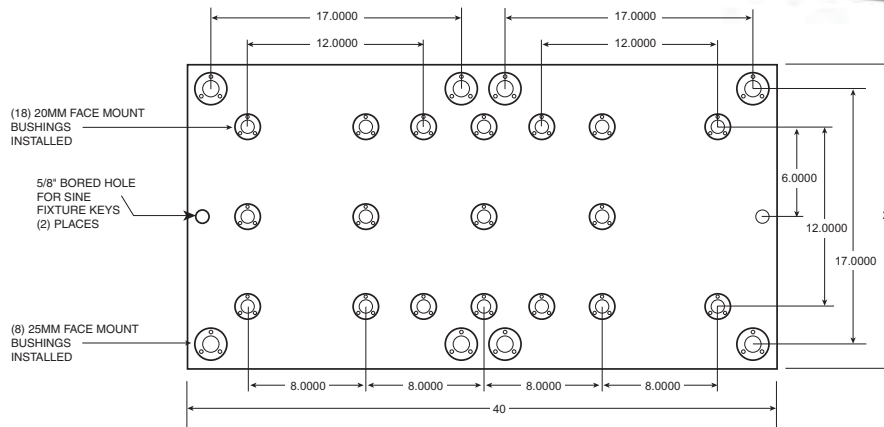 17.0000
17.0000
12.0000
12.0000
(18) 20MM FACE MOUNT
BUSHINGS
INSTALLED
5/8" BORED HOLE
FOR SINE
FIXTURE KEYS
(2) PLACES
6.0000
12.0000
17.0000
(8) 25MM FACE MOUNT
BUSHINGS
INSTALLED
8.0000
8.0000
8.0000
8.0000
40